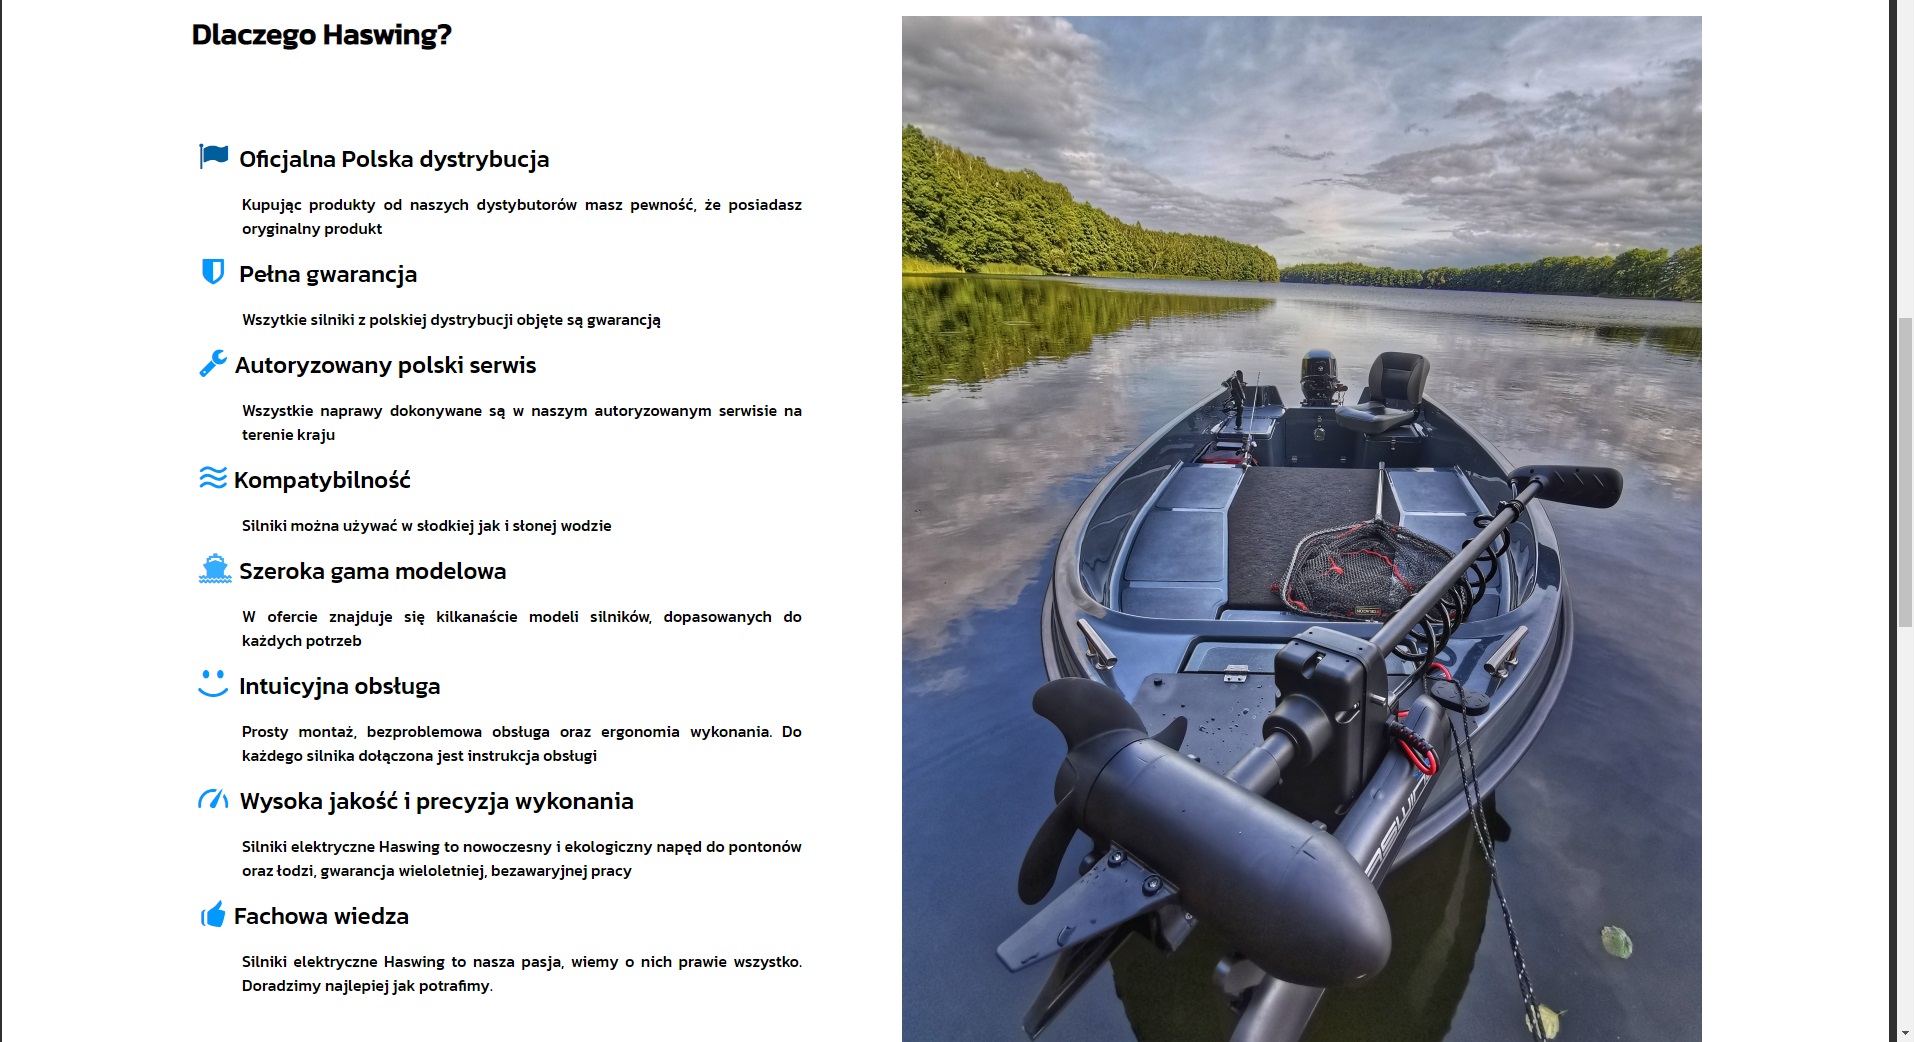 Dlaczego Haswing?
Oficjalna Polska dystrybucja
Kupując produkty od naszych dystybutorów masz pewność, że posiadasz
oryginalny produkt
Pełna gwarancja
Wszytkie silniki z polskiej dystrybucji objęte są gwarancją
Autoryzowany polski serwis
Wszystkie naprawy dokonywane są w naszym autoryzowanym serwisie na
terenie kraju
Kompatybilność
Silniki można używać w słodkiej jak i słonej wodzie
Szeroka gama modelowa
W ofercie znajduje się kilkanaście modeli silników, dopasowanych do
każdych potrzeb
Intuicyjna obsługa
Prosty montaż, bezproblemowa obsługa oraz ergonomia wykonania. Do
każdego silnika dołączona jest instrukcja obsługi
Wysoka jakość i precyzja wykonania
Silniki elektryczne Haswing to nowoczesny i ekologiczny napęd do pontonów
oraz łodzi, gwarancja wieloletniej, bezawaryjnej pracy
Fachowa wiedza
Silniki elektryczne Haswing to nasza pasja, wiemy o nich prawie wszystko.
Doradzimy najlepiej jak potrafimy.